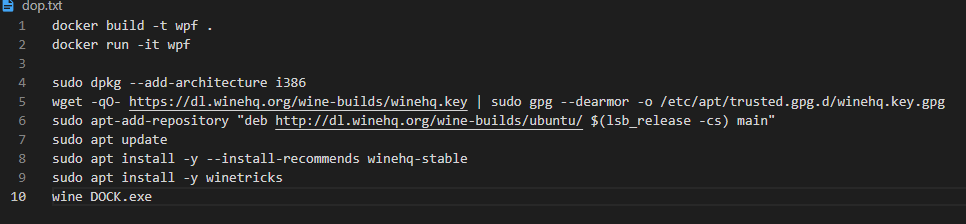 dop.txt
1 docker build -t wpf .
2 docker run -it wpf
3
4 sudo dpkg --add-architecture i386
5 wget -qO- https://dl.winehq.org/wine-builds/winehq.key | sudo gpg --dearmor -o /etc/apt/trusted.gpg.d/winehq.key.gpg
6 sudo apt-add-repository "deb http://dl.winehq.org/wine-builds/ubuntu/ $(lsb_release -cs) main"
7 sudo apt update
8 sudo apt install -y --install-recommends winehq-stable
9 sudo apt install -y winetricks
10 wine DOCK.exe